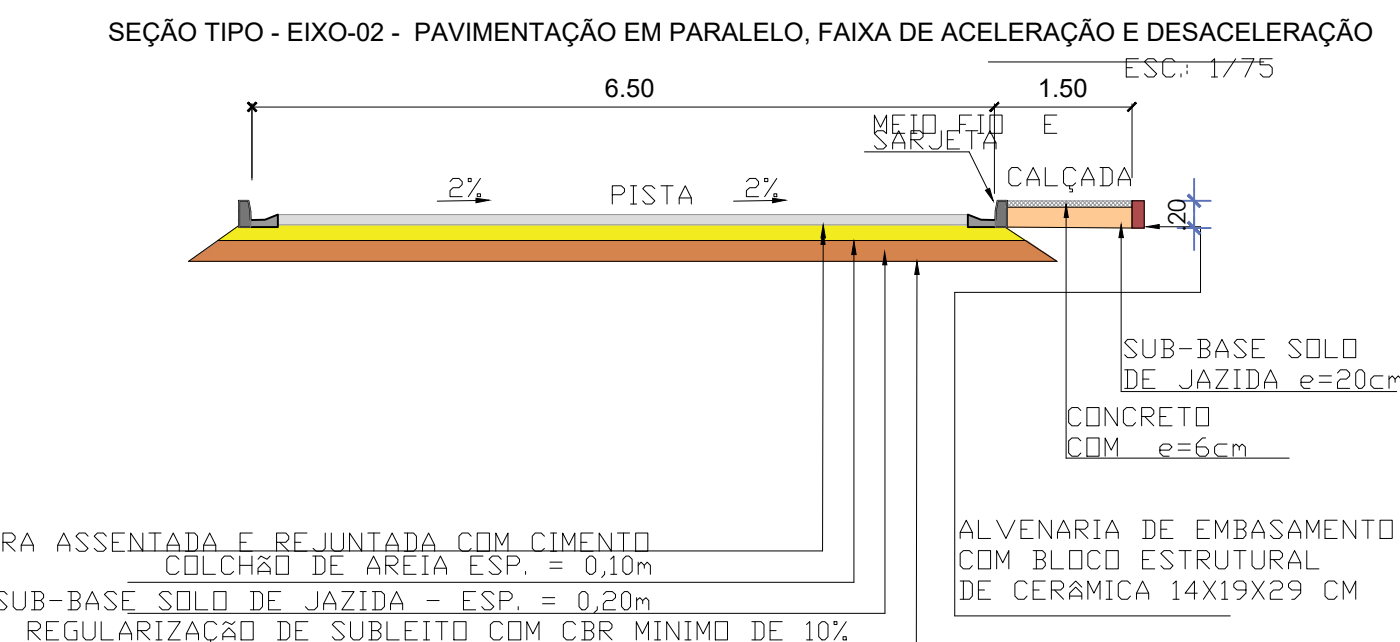 SEÇÃO TIPO - EIXO-02 - PAVIMENTAÇÃO EM PARALELO, FAIXA DE ACELERAÇÃO E DESACELERAÇÃO
ESC.: 1/75
6.50
1.50
MEIO FIO E
SARJETA
CALÇADA
2%
PISTA
2%
.20
SUB-BASE SOLO
DE JAZIDA e=20cm
CONCRETO
COM e=6cm
ASSENTADA E REJUNTADA COM CIMENTO
COLCHÃO DE AREIA ESP. = 0,10m
SUB-BASE SOLO DE JAZIDA - ESP. = 0,20m
REGULARIZAÇÃO DE SUBLEITO COM CBR MINIMO DE 10%
ALVENARIA DE EMBASAMENTO
COM BLOCO ESTRUTURAL
DE CERÂMICA 14X19X29 CM